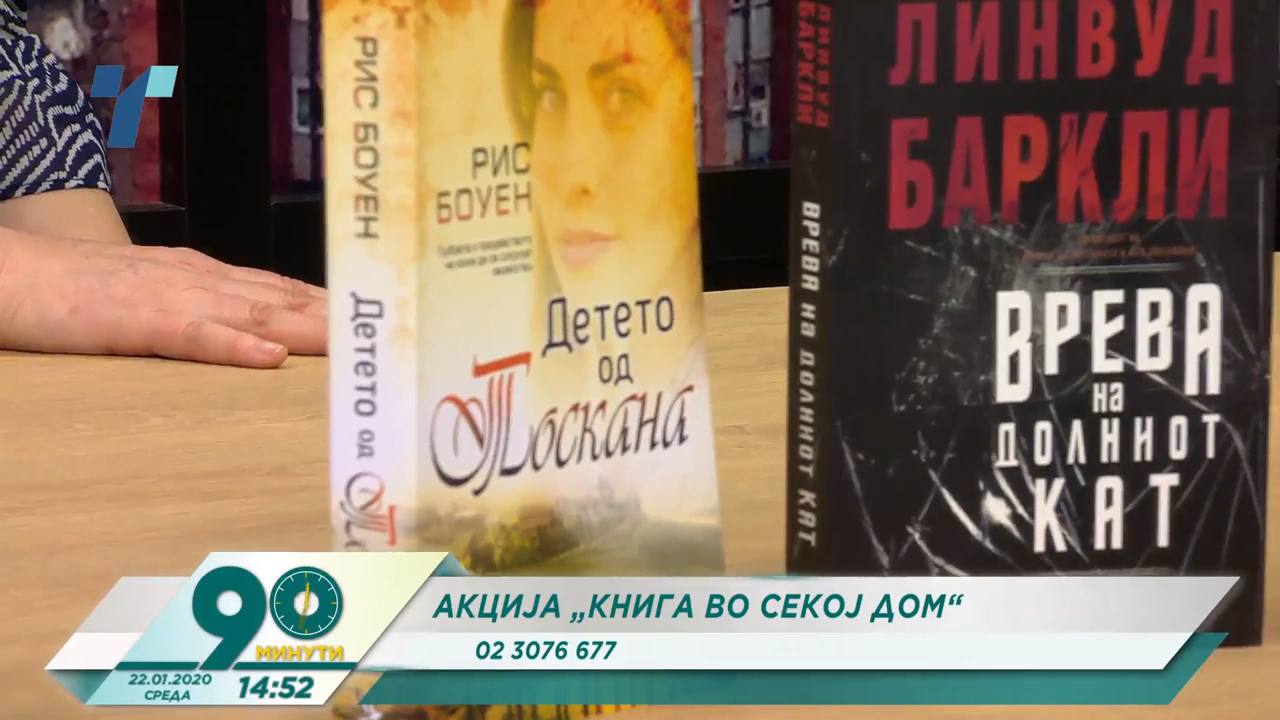 РИС БОУЕН
Детето од
РИС
БОУЕН
Детето
од
Тоскана
ЛИНВУД
БАРКЛИ
ВРЕВА НА ДОЛНИОТ КАТ
ЛИНВУД
БАРКЛИ
ВРЕВА
на
ДОЛНИОТ
КАТ
90
МИНУТИ
22.01.2020
СРЕДА
14:52
АКЦИЈА „КНИГА ВО СЕКОЈ ДОМ“
02 3076 677